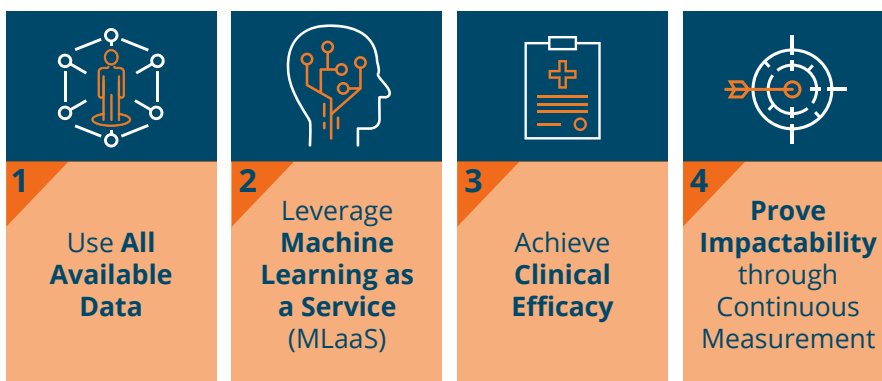 1
Use All
Available
Data
2
Leverage
Machine
Learning as
a Service
(MLaaS)
3
Achieve
Clinical
Efficacy
4
Prove
Impactability
through
Continuous
Measurement